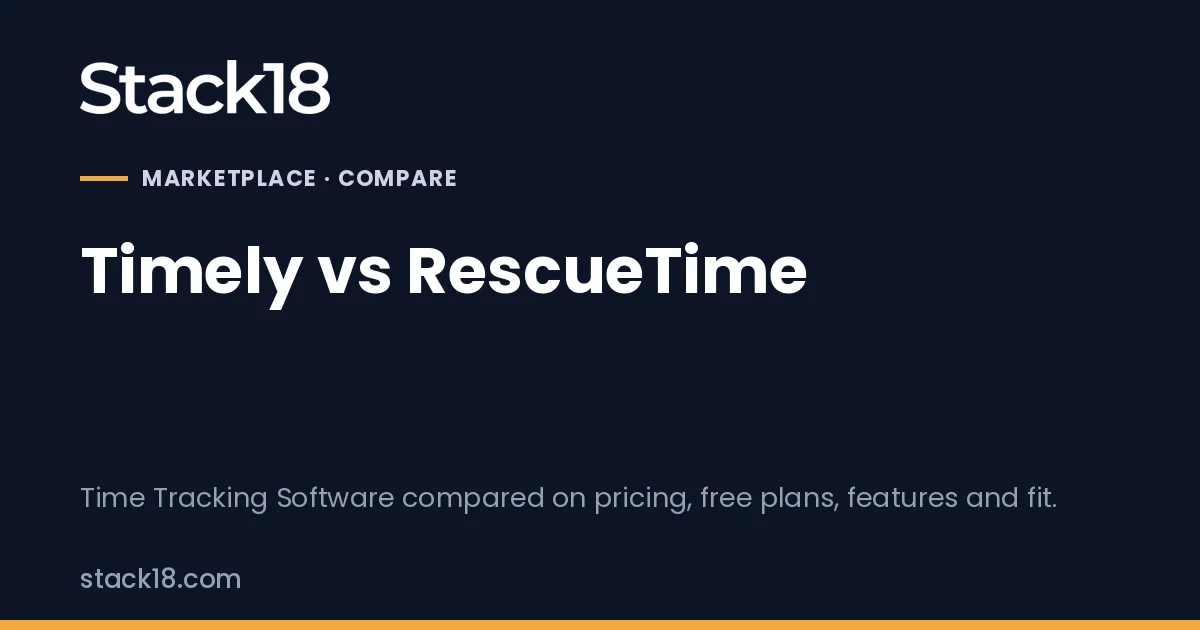 Stack18
MARKETPLACE · COMPARE
Timely vs RescueTime
Time Tracking Software compared on pricing, free plans, features and fit.
stack18.com